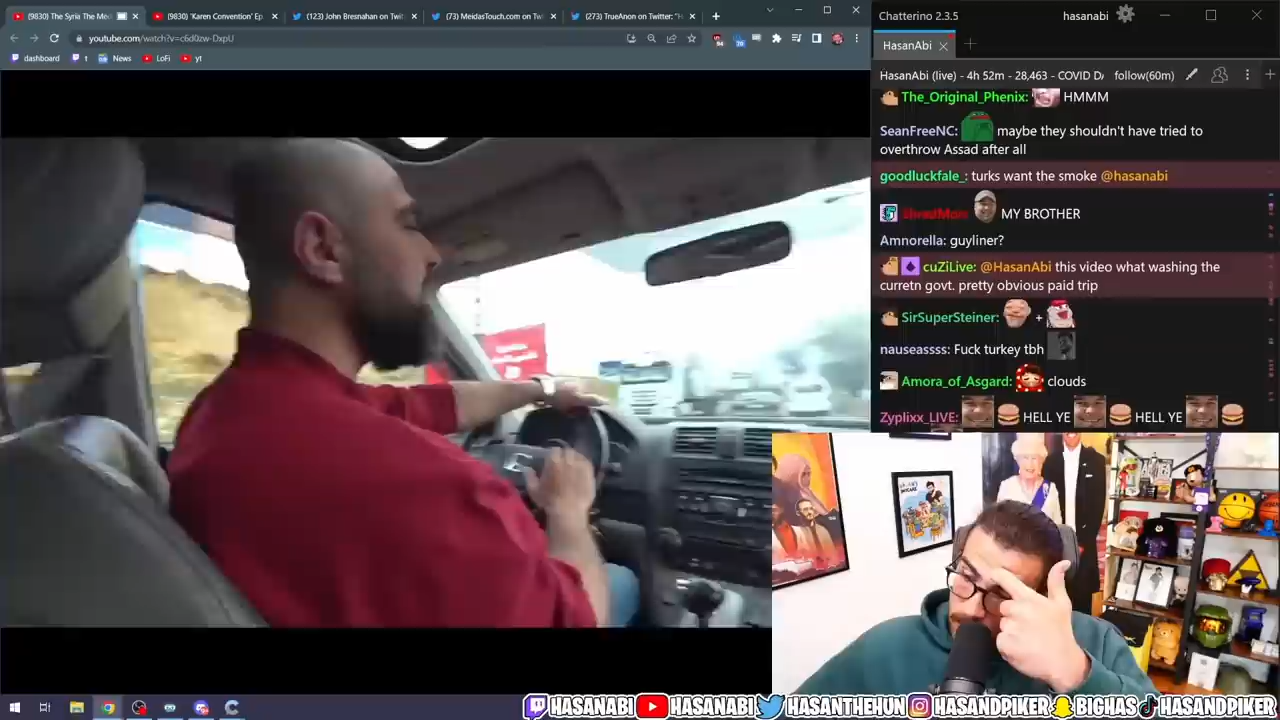 (9830) The Syria The Me
(9830) 'Karen Convention' Ep
(123) John Bresnahan on Twit
(73) MeidasTouch.com on Twi
(273) TrueAnon on Twitter: "H
youtube.com/watch?v=c6d0zw-DxpU
dashboard
t
News
LoFi
yt
Chatterino 2.3.5
hasanabi
HasanAbi
HasanAbi (live) - 4h 52m - 28,463 - COVID D
follow(60m)
The_Original_Phenix: HMMM
SeanFreeNC: maybe they shouldn't have tried to
overthrow Assad after all
goodluckfale_: turks want the smoke @hasanabi
MY BROTHER
Amnorella: guyliner?
cuZiLive: @HasanAbi this video what washing the
curretn govt. pretty obvious paid trip
SirSuperSteiner: +
nauseassss: Fuck turkey tbh
Amora_of_Asgard: clouds
Zyplixx_LIVE: HELL YE HELL YE
HASANABI HASANABI HASANTHEHUN HASANDPIKER BIGHAS HASANDPIKER